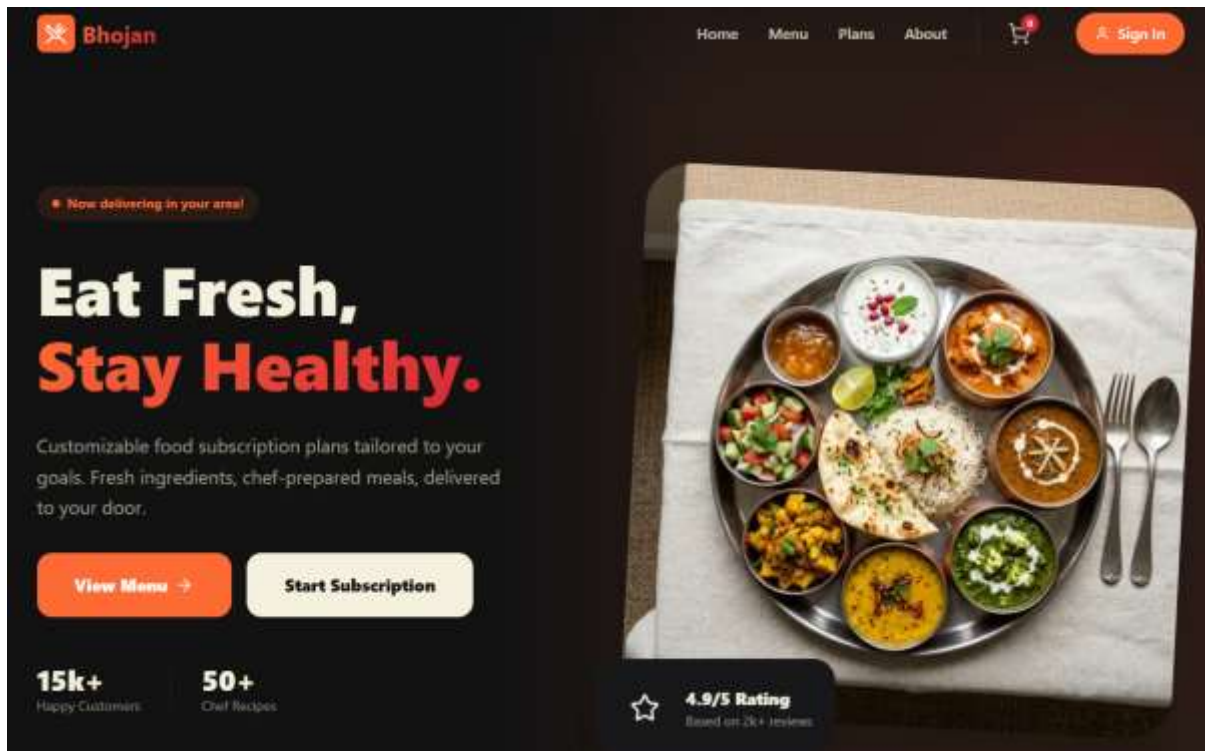 Bhojan
Home Menu Plans About
Sign In
Now delivering in your area!
Eat Fresh,
Stay Healthy.
Customizable food subscription plans tailored to your
goals. Fresh ingredients, chef-prepared meals, delivered
to your door.
View Menu →
Start Subscription
15k+
Happy Customers
50+
Chef Recipes
4.9/5 Rating
Based on 2k+ reviews